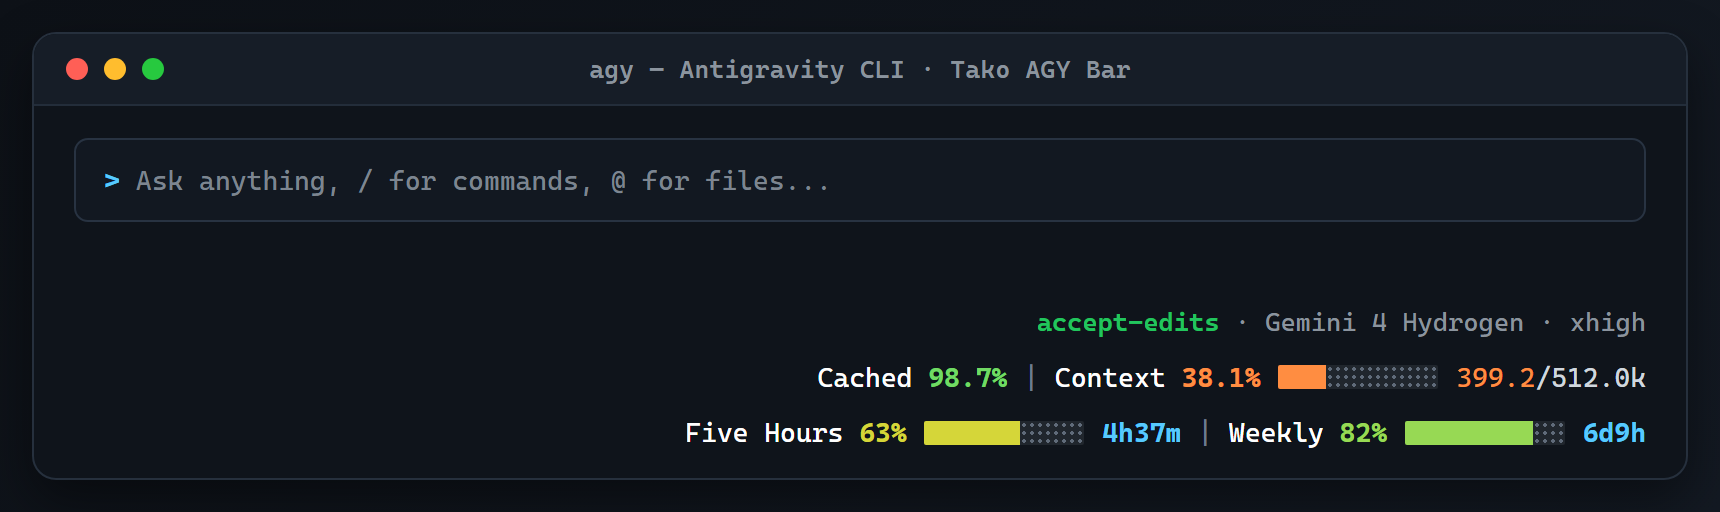 agy — Antigravity CLI · Tako AGY Bar
> Ask anything, / for commands, @ for files...
accept-edits · Gemini 4 Hydrogen · xhigh
Cached 98.7% | Context 38.1% 399.2/512.0k
Five Hours 63% 4h37m | Weekly 82% 6d9h